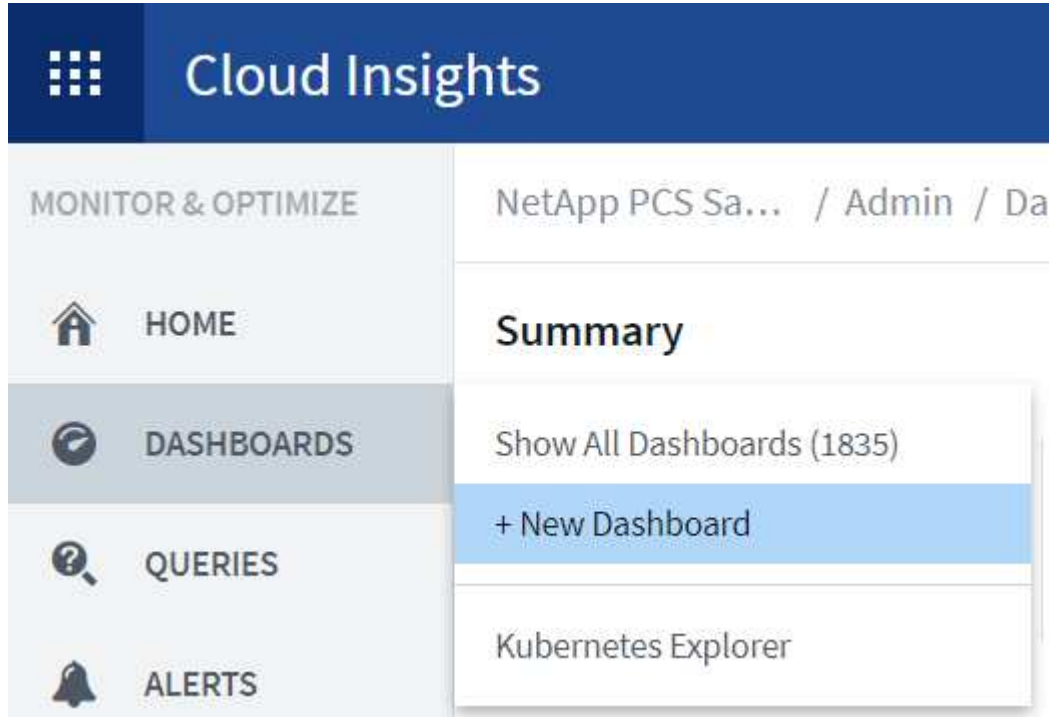 Cloud Insights
MONITOR & OPTIMIZE
NetApp PCS Sa... / Admin / Da
HOME
Summary
DASHBOARDS
Show All Dashboards (1835)
+ New Dashboard
QUERIES
Kubernetes Explorer
ALERTS